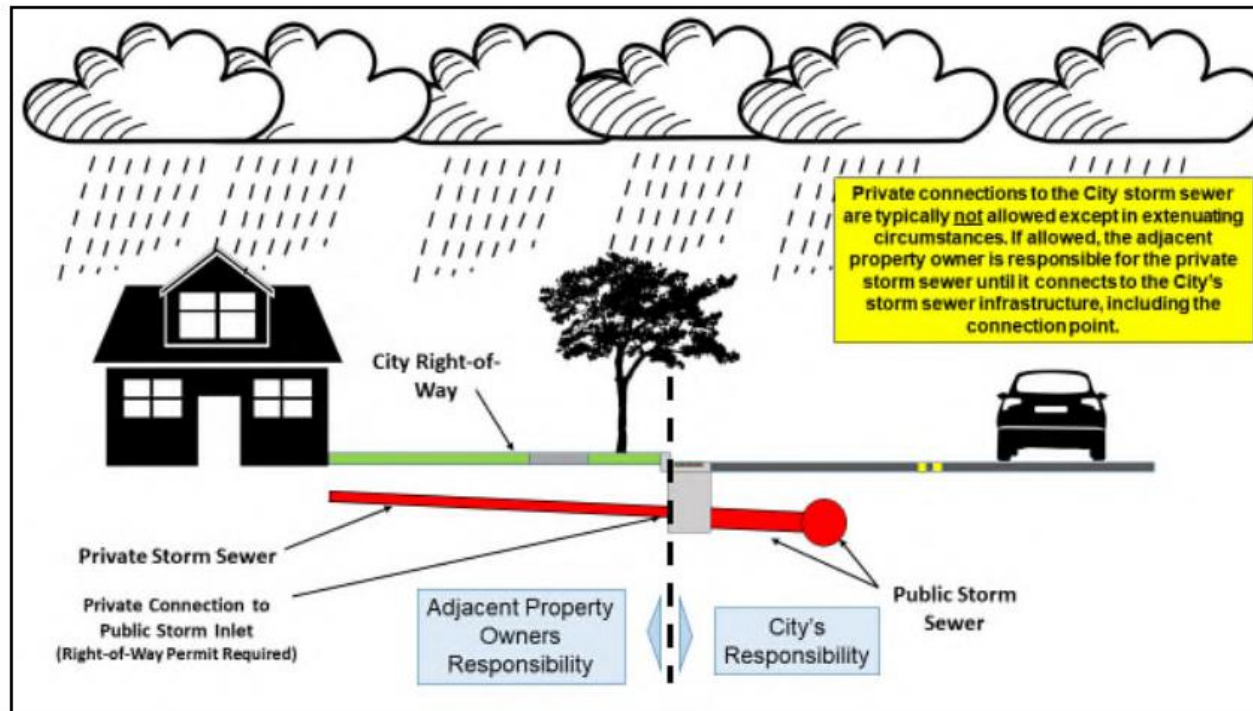 Private connections to the City storm sewer
are typically not allowed except in extenuating
circumstances. If allowed, the adjacent
property owner is responsible for the private
storm sewer until it connects to the City's
storm sewer infrastructure, including the
connection point.
City Right-of-
Way
Private Storm Sewer
Private Connection to
Public Storm Inlet
(Right-of-Way Permit Required)
Adjacent Property
Owners
Responsibility
City's
Responsibility
Public Storm
Sewer